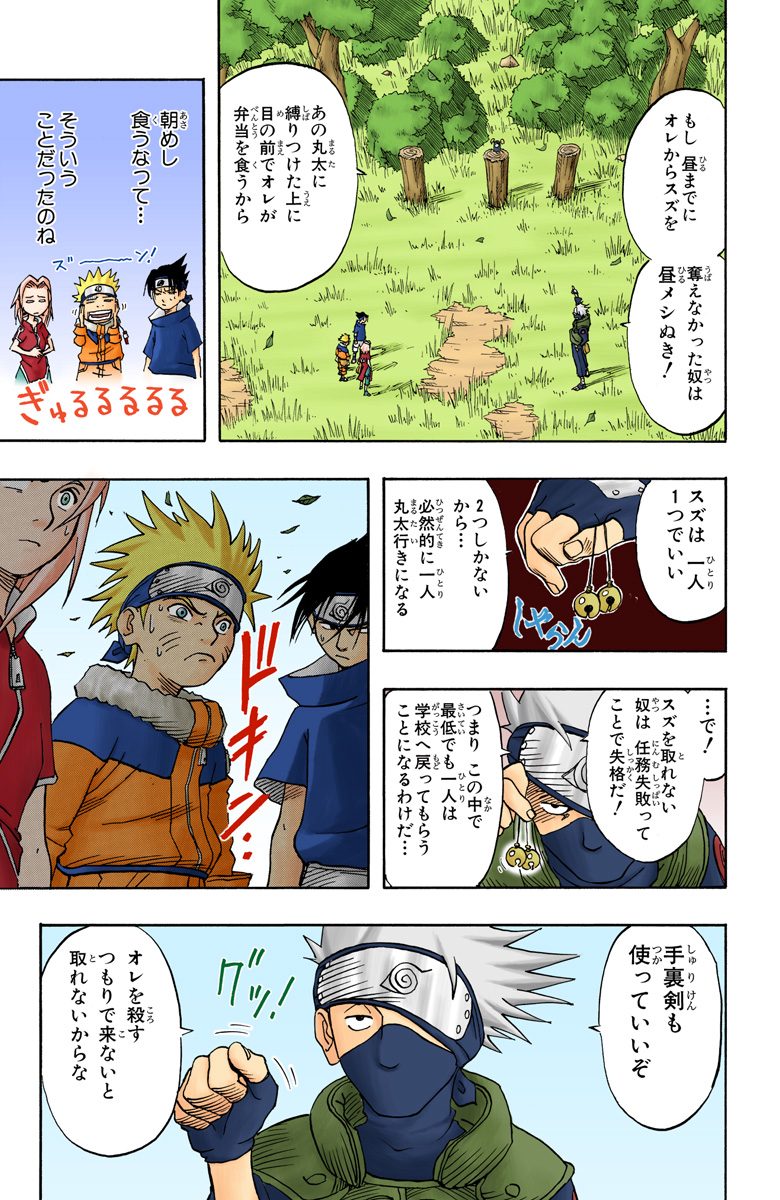 もし 昼までに
オレからスズを
奪えなかった奴は
昼メシぬき！
あの丸太に
縛りつけた上に
目の前でオレが
弁当を食うから
朝めし
食うなって…
そういう
ことだったのね
ズーーン！
ぎゅるるるるる
スズは 一人
1つでいい
2つしかない
から…
必然的に一人
丸太行きになる
ちゃらん
…で！
スズを取れない
奴は 任務失敗って
ことで失格だ！
つまり この中で
最低でも一人は
学校へ戻ってもらう
ことになるわけだ…
ドキン・・
手裏剣も
使っていいぞ
グッ！
オレを殺す
つもりで来ないと
取れないからな